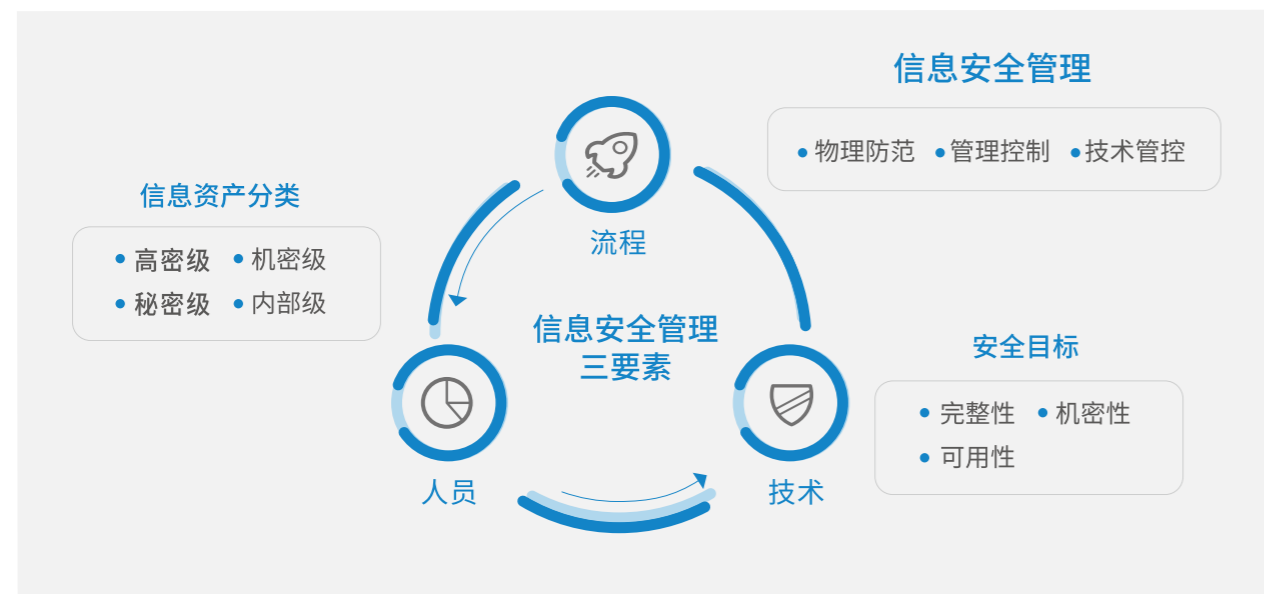 信息安全管理
•物理防范 •管理控制 •技术管控
信息资产分类
•高密级 •机密级
•秘密级 •内部级
流程
信息安全管理
三要素
安全目标
•完整性 •机密性
•可用性
人员
技术